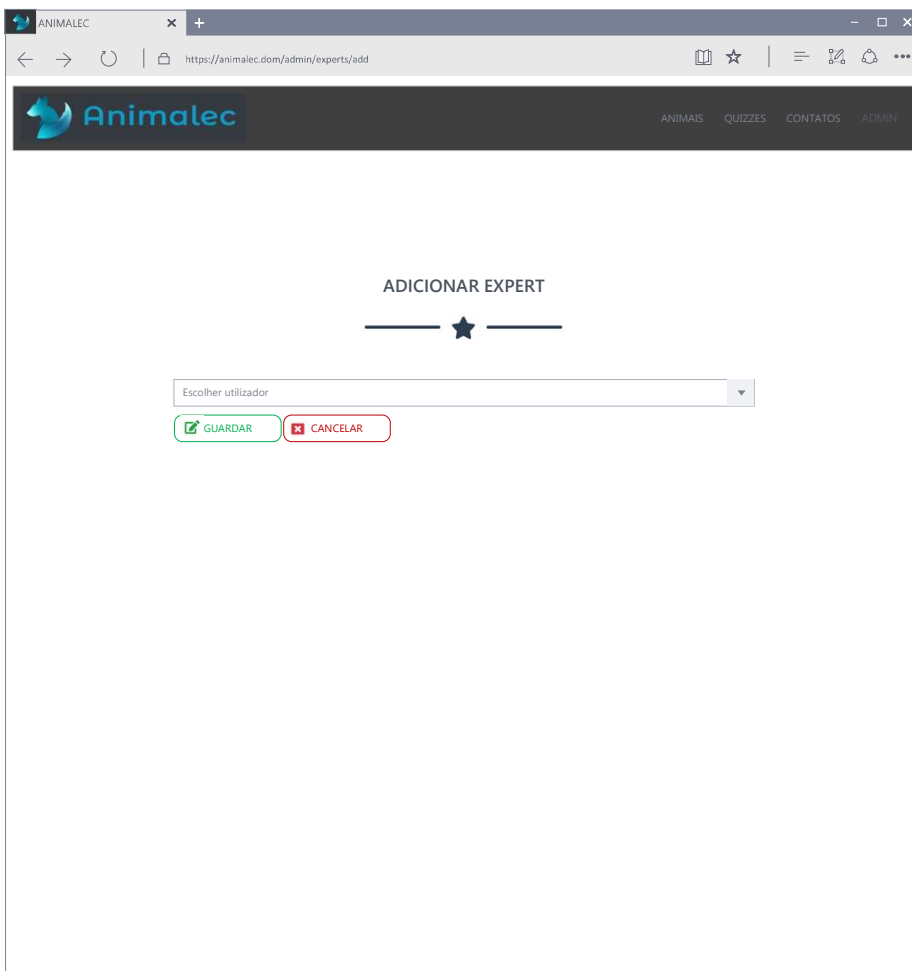 ANIMALEC
https://animalec.dom/admin/experts/add
Animalec
ANIMAIS QUIZZES CONTATOS ADMIN
ADICIONAR EXPERT
Escolher utilizador
GUARDAR CANCELAR